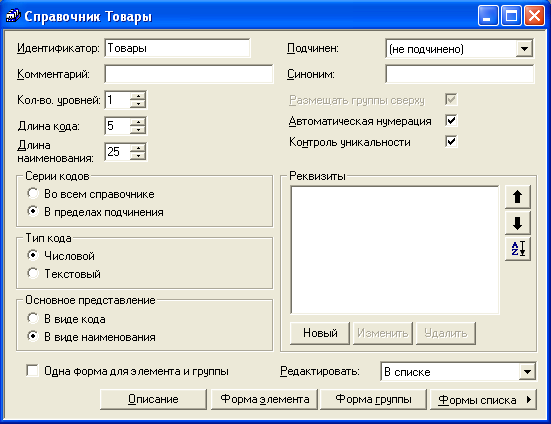 Справочник Товары
Идентификатор: Товары
Подчинен: (не подчинено)
Комментарий:
Синоним:
Кол-во. уровней: 1
Размещать группы сверху
Длина кода: 5
Автоматическая нумерация
Длина
наименования: 25
Контроль уникальности
Серии кодов
Во всем справочнике
В пределах подчинения
Реквизиты
Тип кода
Числовой
Текстовый
AZ
Основное представление
В виде кода
В виде наименования
Новый Изменить Удалить
Одна форма для элемента и группы
Редактировать: В списке
Описание Форма элемента Форма группы Формы списка